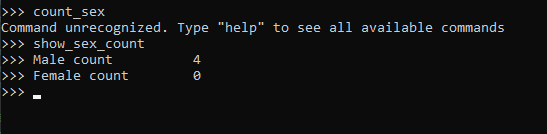 >>> count_sex
Command unrecognized. Type "help" to see all available commands
>>> show_sex_count
>>> Male count          4
>>> Female count        0
>>>